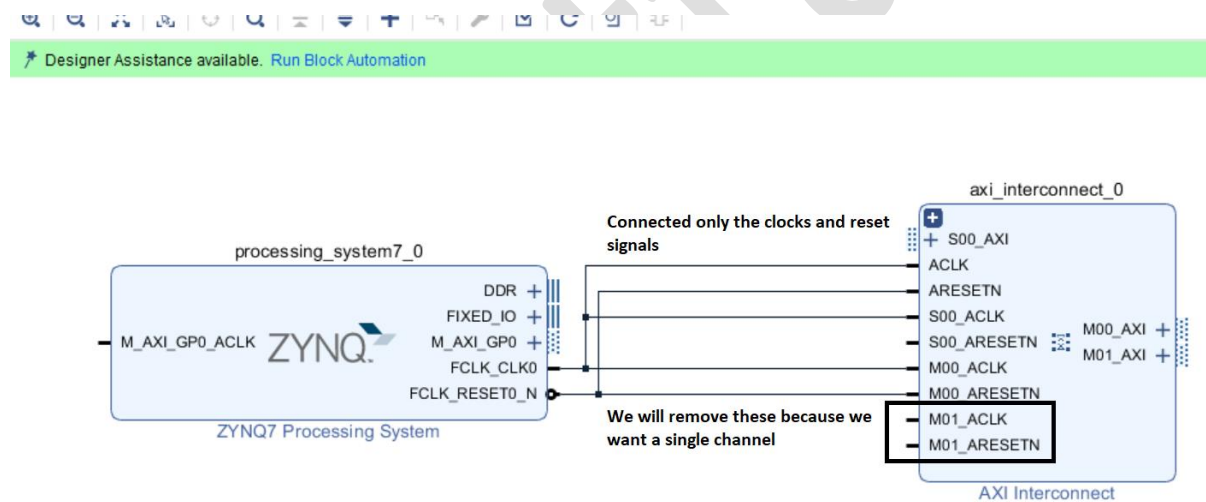 Designer Assistance available. Run Block Automation
axi_interconnect_0
Connected only the clocks and reset
signals
processing_system7_0
S00_AXI
ACLK
ARESETN
S00_ACLK
S00_ARESETN
M00_ACLK
M00_ARESETN
M01_ACLK
M01_ARESETN
M00_AXI
M01_AXI
DDR
FIXED_IO
M_AXI_GP0
FCLK_CLK0
FCLK_RESET0_N
M_AXI_GP0_ACLK
ZYNQ
We will remove these because we
want a single channel
ZYNQ7 Processing System
AXI Interconnect